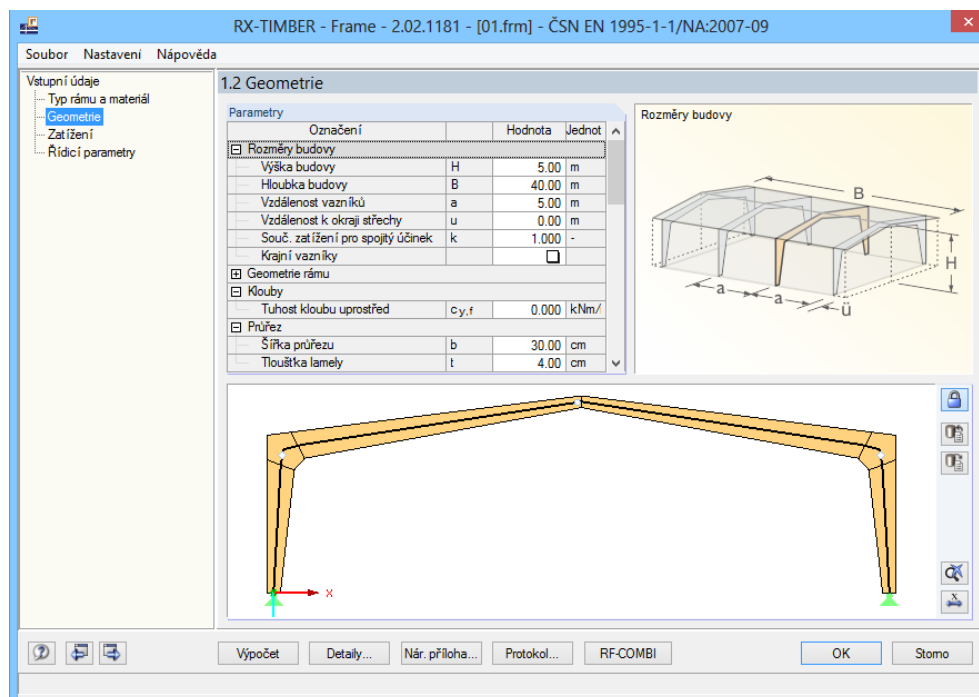 RX-TIMBER - Frame - 2.02.1181 - [01.frm] - ČSN EN 1995-1-1/NA:2007-09
Soubor Nastavení Nápověda
Vstupní údaje
Typ rámu a materiál
Geometrie
Zatížení
Řídicí parametry
1.2 Geometrie
Parametry
Označení Hodnota Jednot
Rozměry budovy
Výška budovy H 5.00 m
Hloubka budovy B 40.00 m
Vzdálenost vazníků a 5.00 m
Vzdálenost k okraji střechy u 0.00 m
Souč. zatížení pro spojitý účinek k 1.000 -
Krajní vazníky
Geometrie rámu
Klouby
Tuhost kloubu uprostřed cy,f 0.000 kNm/
Průřez
Šířka průřezu b 30.00 cm
Tloušťka lamely t 4.00 cm
Rozměry budovy
B
H
a
a
ü
X
x
Výpočet Detaily... Nár. příloha... Protokol... RF-COMBI OK Storno